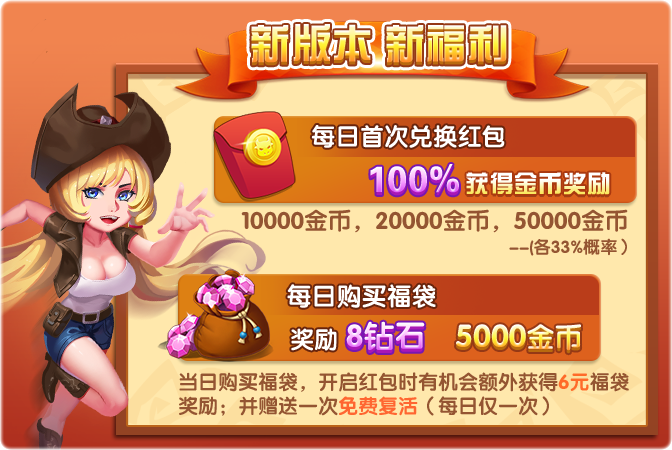 新版本 新福利
每日首次兑换红包
100%获得金币奖励
10000金币，20000金币，50000金币
--(各33%概率）
每日购买福袋
奖励 8钻石 5000金币
当日购买福袋，开启红包时有机会额外获得6元福袋
奖励；并赠送一次免费复活（每日仅一次）